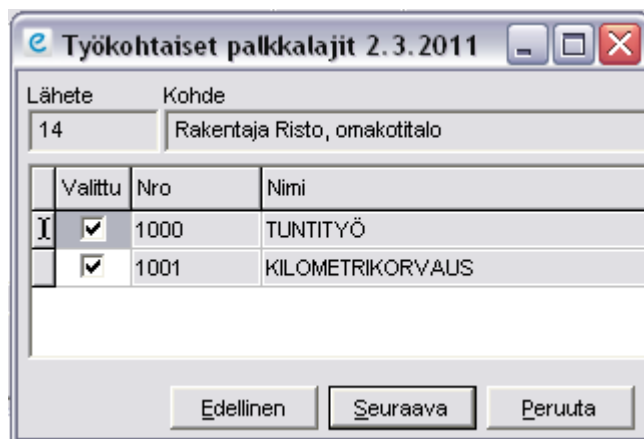 Työkohtaiset palkkalajit 2.3.2011
Lähete Kohde
14 Rakentaja Risto, omakotitalo
Valittu Nro Nimi
1000 TUNTITYÖ
1001 KILOMETRIKORVAUS
Edellinen Seuraava Peruuta